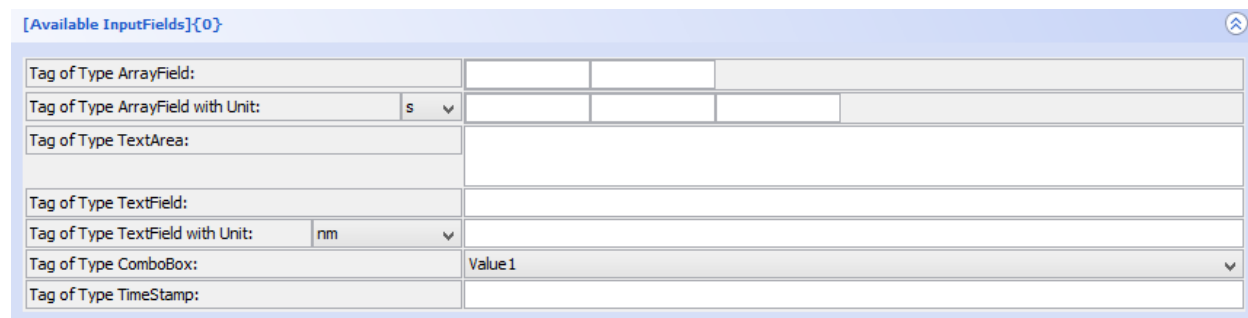 [Available InputFields]{0}
Tag of Type ArrayField:
Tag of Type ArrayField with Unit: s
Tag of Type TextArea:
Tag of Type TextField:
Tag of Type TextField with Unit: nm
Tag of Type ComboBox: Value1
Tag of Type TimeStamp: